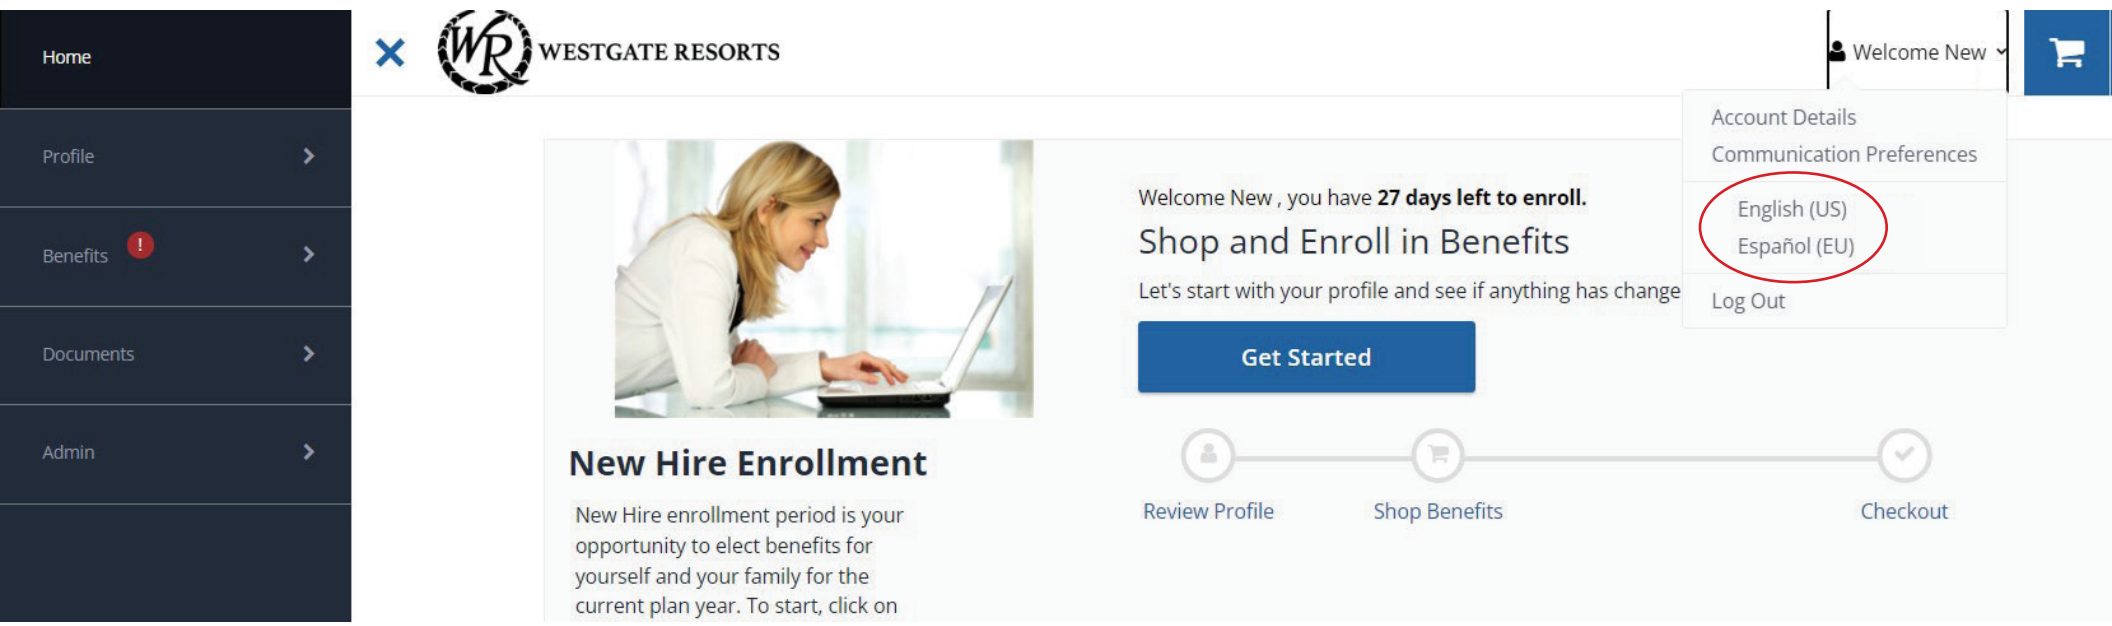 Home
Profile
Benefits !
Documents
Admin
WR WESTGATE RESORTS
Welcome New
Account Details
Communication Preferences
English (US)
Español (EU)
Log Out
Welcome New , you have 27 days left to enroll.
Shop and Enroll in Benefits
Let's start with your profile and see if anything has change
Get Started
Review Profile
Shop Benefits
Checkout
New Hire Enrollment
New Hire enrollment period is your
opportunity to elect benefits for
yourself and your family for the
current plan year. To start, click on